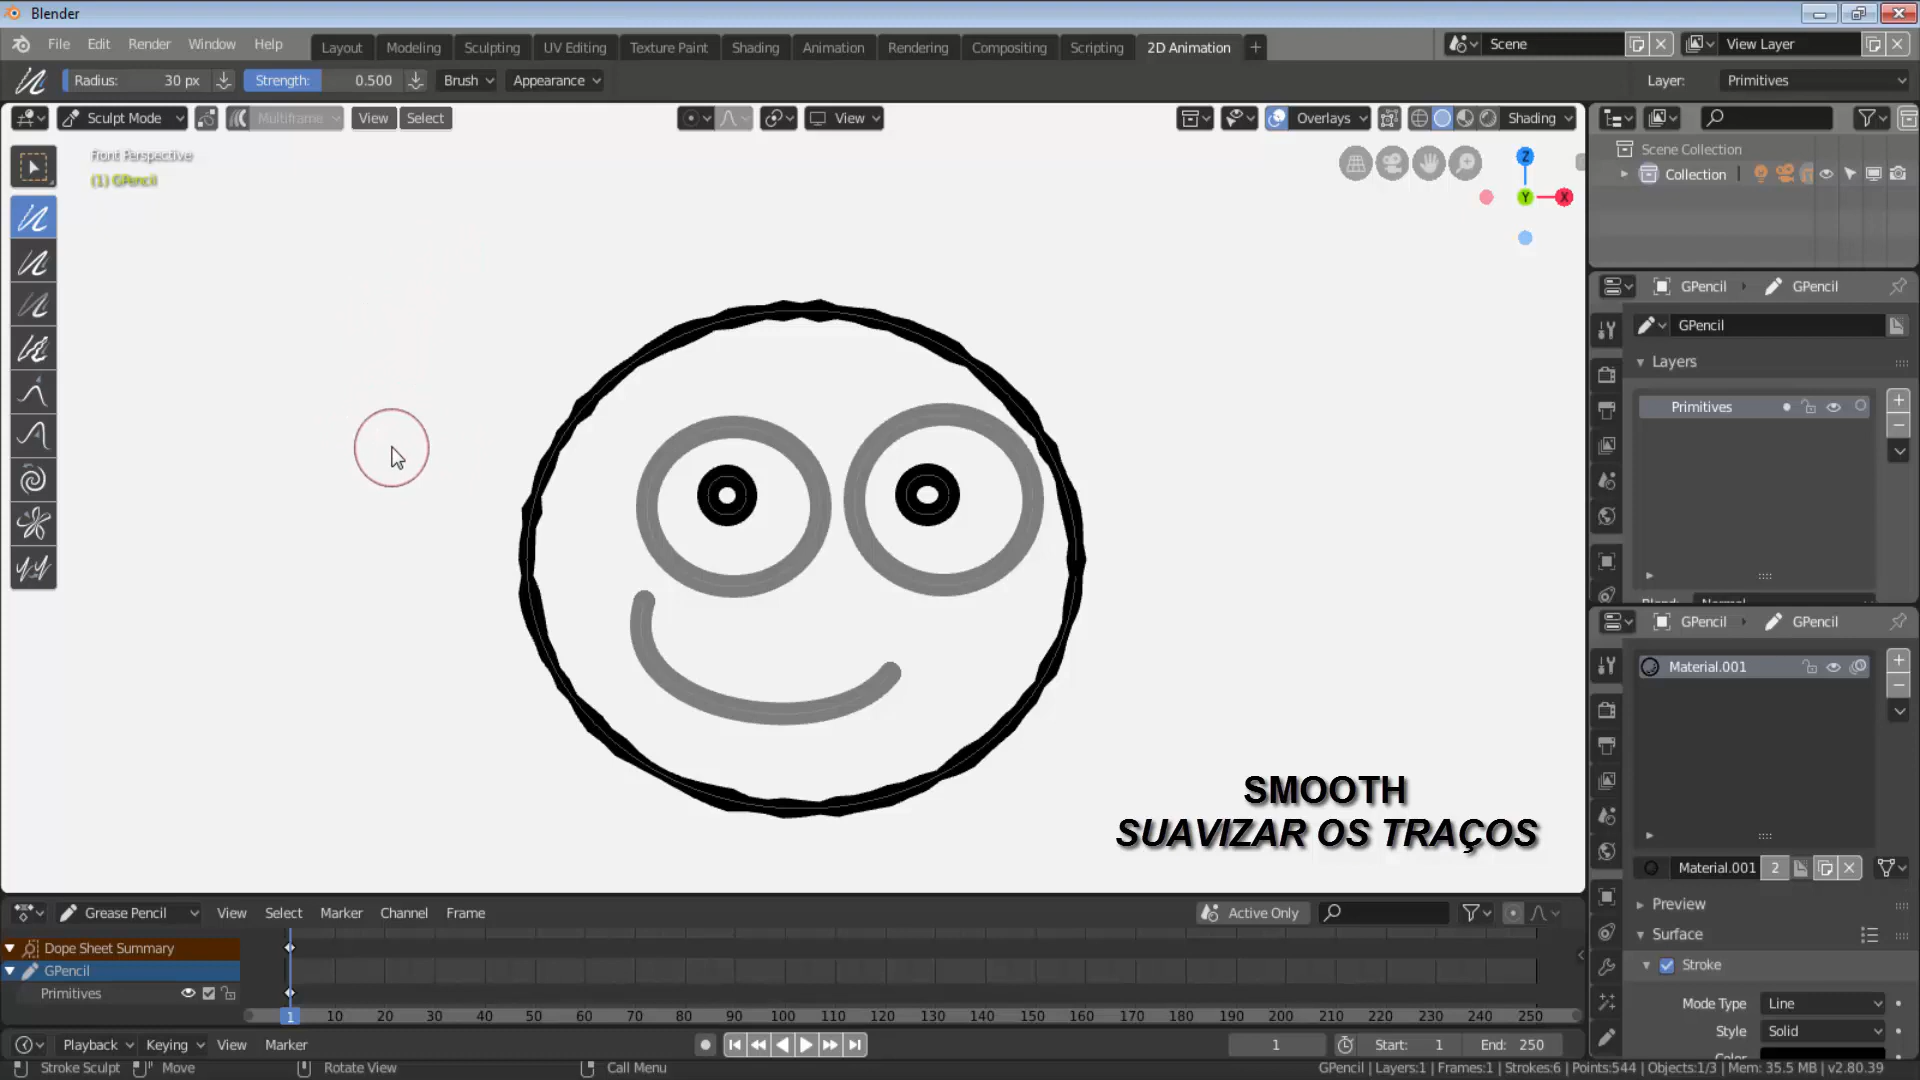 Blender
File Edit Render Window Help Layout Modeling Sculpting UV Editing Texture Paint Shading Animation Rendering Compositing Scripting 2D Animation + Scene View Layer
Radius: 30 px Strength: 0.500 Brush Appearance Layer: Primitives
Sculpt Mode Multiframe View Select View Overlays Shading
Front Perspective
(1) GPencil
Z
Y X
Scene Collection
Collection
GPencil GPencil
GPencil
Layers
Primitives
Normal
GPencil GPencil
Material.001
Material.001 2
Preview
Surface
Stroke
Mode Type Line
Style Solid
Color
SMOOTH
SUAVIZAR OS TRAÇOS
Grease Pencil View Select Marker Channel Frame Active Only
Dope Sheet Summary
GPencil
Primitives
1 10 20 30 40 50 60 70 80 90 100 110 120 130 140 150 160 170 180 190 200 210 220 230 240 250
Playback Keying View Marker 1 Start: 1 End: 250
Stroke Sculpt Move Rotate View Call Menu GPencil | Layers:1 | Frames:1 | Strokes:6 | Points:544 | Objects:1/3 | Mem: 35.5 MB | v2.80.39